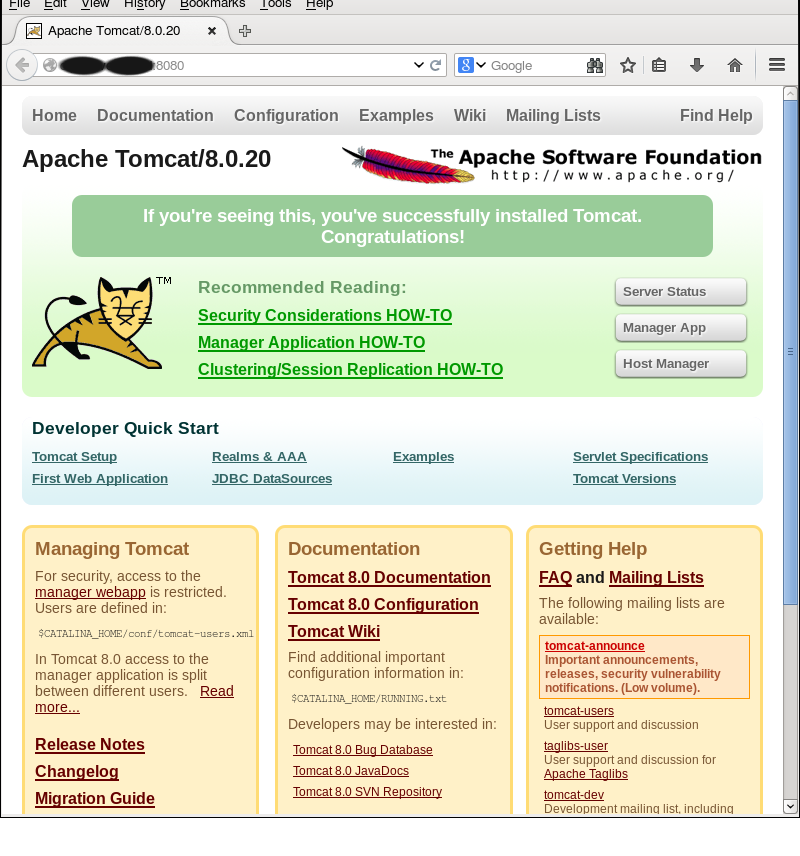 File Edit View History Bookmarks Tools Help
Apache Tomcat/8.0.20
:8080
Google
Home Documentation Configuration Examples Wiki Mailing Lists Find Help
Apache Tomcat/8.0.20
The Apache Software Foundation
http://www.apache.org/
If you're seeing this, you've successfully installed Tomcat.
Congratulations!
TM
Recommended Reading:
Security Considerations HOW-TO
Manager Application HOW-TO
Clustering/Session Replication HOW-TO
Server Status
Manager App
Host Manager
Developer Quick Start
Tomcat Setup Realms & AAA Examples Servlet Specifications
First Web Application JDBC DataSources Tomcat Versions
Managing Tomcat
For security, access to the
manager webapp is restricted.
Users are defined in:
$CATALINA_HOME/conf/tomcat-users.xml
In Tomcat 8.0 access to the
manager application is split
between different users. Read
more...
Release Notes
Changelog
Migration Guide
Documentation
Tomcat 8.0 Documentation
Tomcat 8.0 Configuration
Tomcat Wiki
Find additional important
configuration information in:
$CATALINA_HOME/RUNNING.txt
Developers may be interested in:
Tomcat 8.0 Bug Database
Tomcat 8.0 JavaDocs
Tomcat 8.0 SVN Repository
Getting Help
FAQ and Mailing Lists
The following mailing lists are
available:
tomcat-announce
Important announcements,
releases, security vulnerability
notifications. (Low volume).
tomcat-users
User support and discussion
taglibs-user
User support and discussion for
Apache Taglibs
tomcat-dev
Development mailing list, including